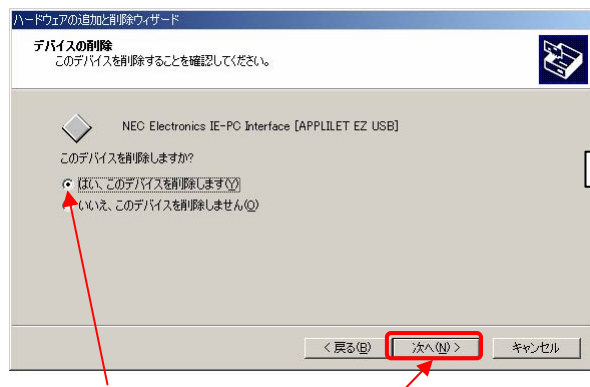 ハードウェアの追加と削除ウィザード
デバイスの削除
このデバイスを削除することを確認してください。
NEC Electronics IE-PC Interface [APPLILET EZ USB]
このデバイスを削除しますか?
はい、このデバイスを削除します(Y)
いいえ、このデバイスを削除しません(O)
< 戻る(B)
次へ(N) >
キャンセル